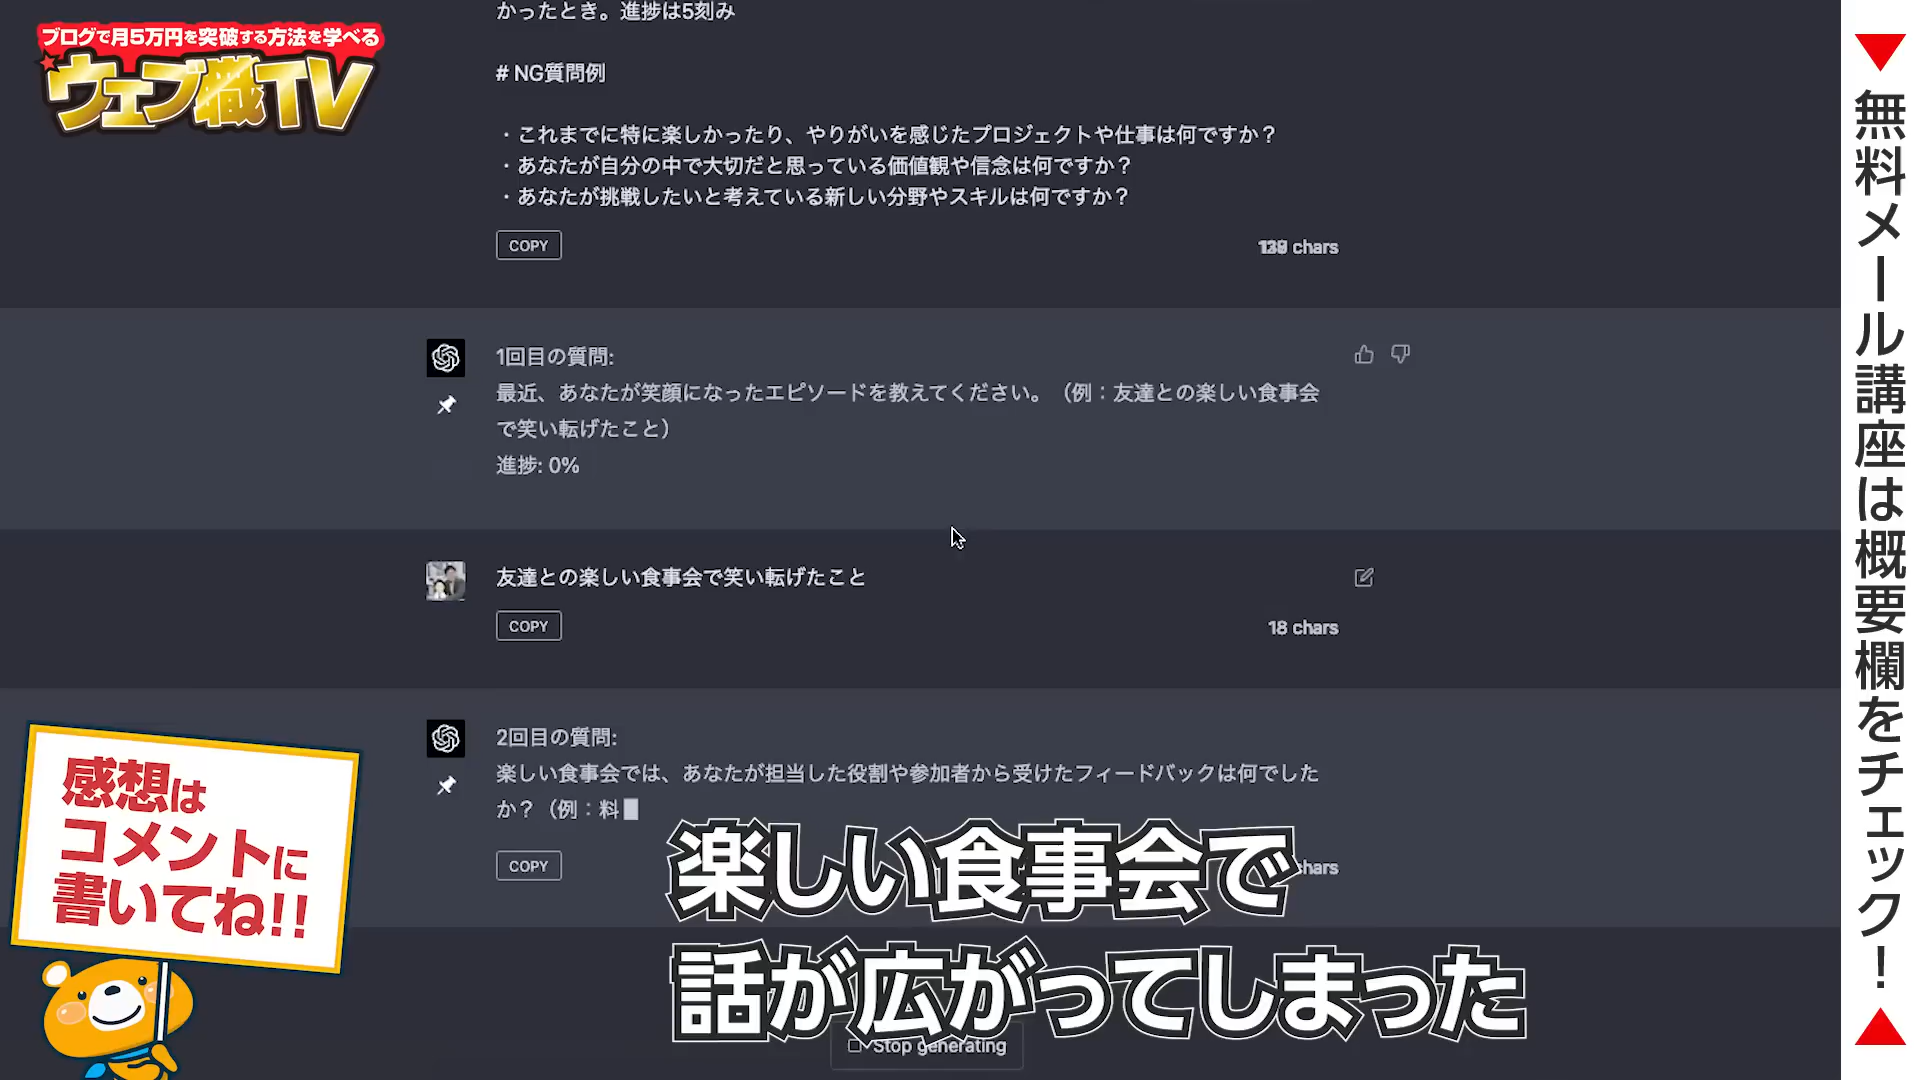 ブログで月5万円を突破する方法を学べる
ウェブ職TV
かったとき。進捗は5刻み
# NG質問例
・これまでに特に楽しかったり、やりがいを感じたプロジェクトや仕事は何ですか？
・あなたが自分の中で大切だと思っている価値観や信念は何ですか？
・あなたが挑戦したいと考えている新しい分野やスキルは何ですか？
COPY
chars
1回目の質問:
最近、あなたが笑顔になったエピソードを教えてください。（例：友達との楽しい食事会
で笑い転げたこと）
進捗: 0%
友達との楽しい食事会で笑い転げたこと
COPY
18 chars
2回目の質問:
楽しい食事会では、あなたが担当した役割や参加者から受けたフィードバックは何でした
か？（例：料
COPY
chars
楽しい食事会で
話が広がってしまった
Stop generating
感想は
コメントに
書いてね!!
▼無料メール講座は概要欄をチェック！▲